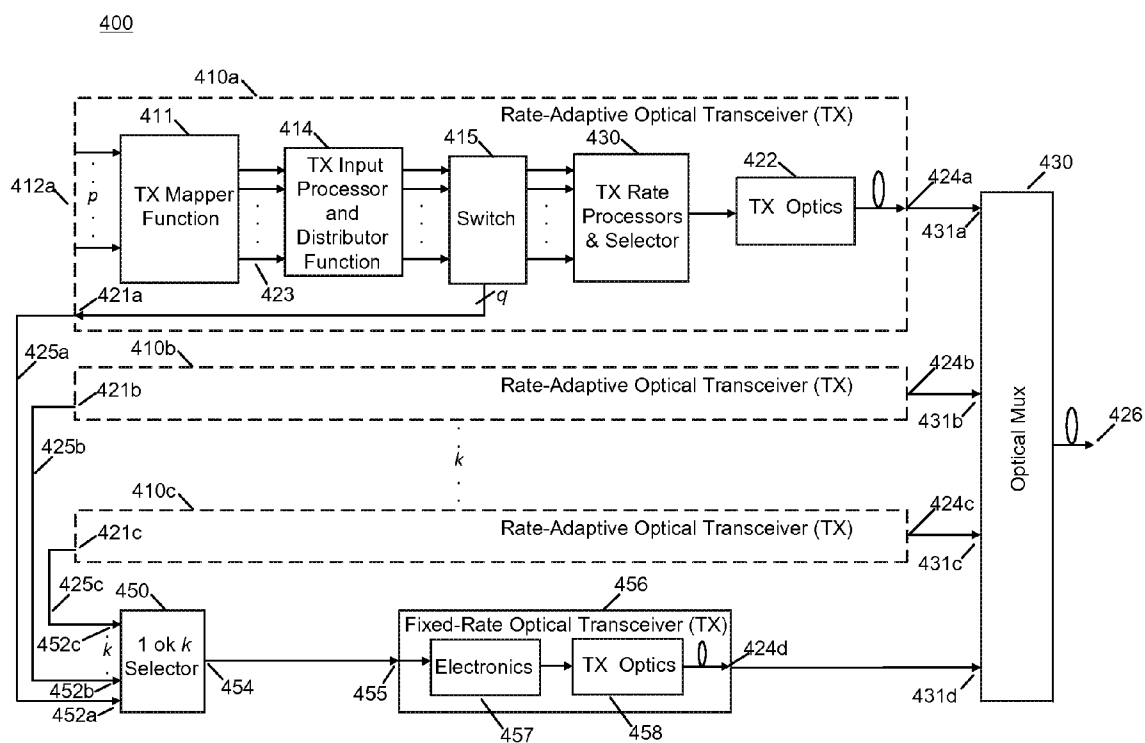 400
410a
Rate-Adaptive Optical Transceiver (TX)
411
414
415
430
422
424a
430
412a
p
TX Mapper
Function
TX Input
Processor
and
Distributor
Function
Switch
TX Rate
Processors
& Selector
TX Optics
431a
423
421a
q
425a
410b
421b
Rate-Adaptive Optical Transceiver (TX)
424b
431b
425b
k
Optical Mux
426
410c
421c
Rate-Adaptive Optical Transceiver (TX)
424c
431c
425c
450
456
452c
k
452b
452a
1 ok k
Selector
454
455
Fixed-Rate Optical Transceiver (TX)
Electronics
TX Optics
424d
431d
457
458